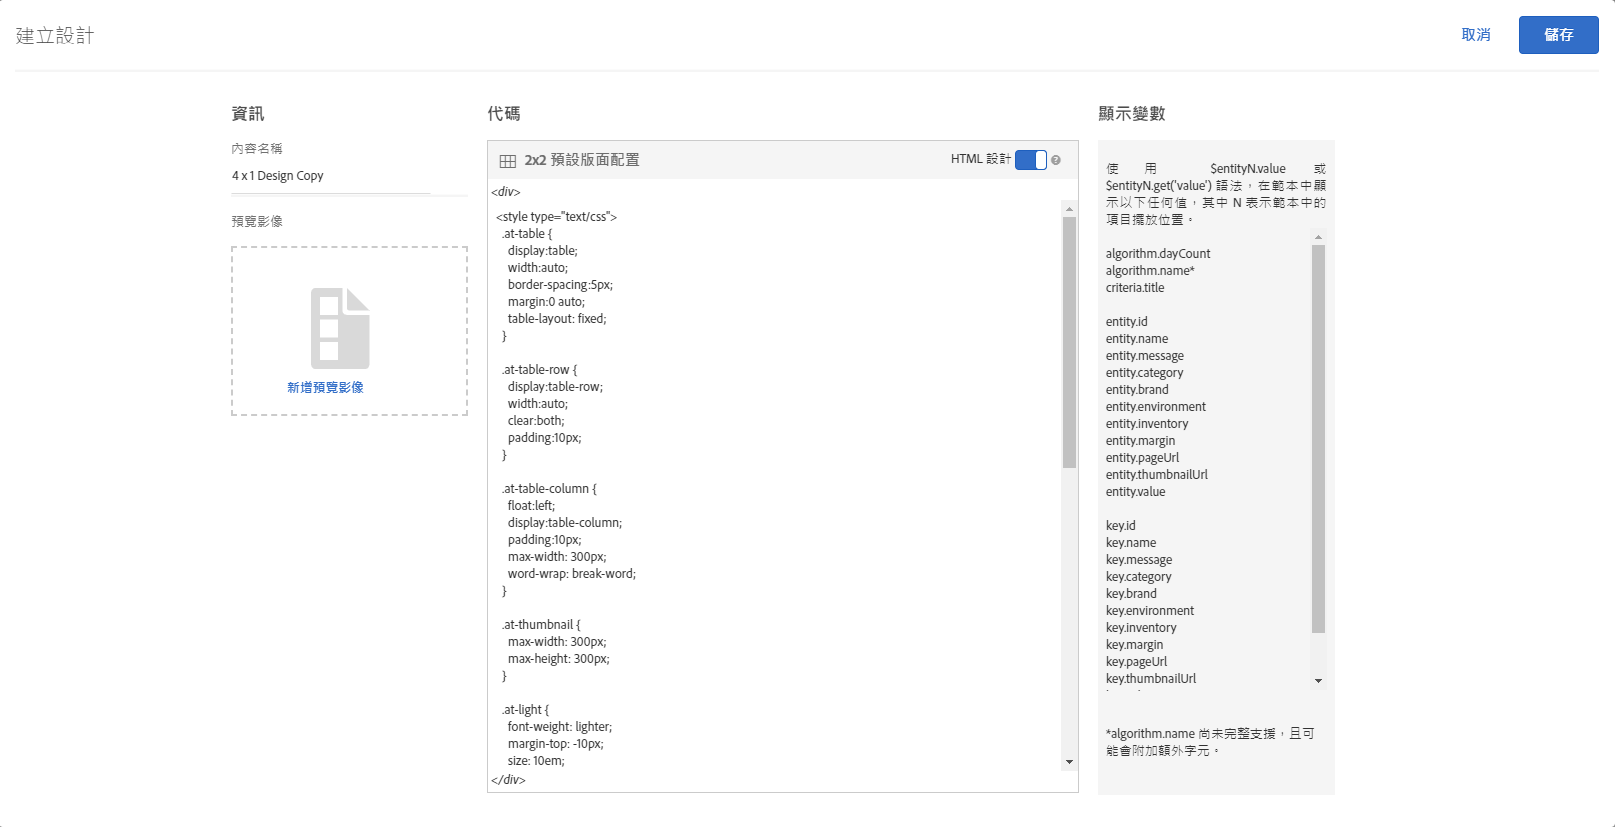 建立設計
取消
儲存
資訊
內容名稱
4 x 1 Design Copy
預覽影像
新增預覽影像
代碼
2x2 預設版面配置
HTML 設計
?
<div>
<style type="text/css">
.at-table {
display:table;
width:auto;
border-spacing:5px;
margin:0 auto;
table-layout: fixed;
}
.at-table-row {
display:table-row;
width:auto;
clear:both;
padding:10px;
}
.at-table-column {
float:left;
display:table-column;
padding:10px;
max-width: 300px;
word-wrap: break-word;
}
.at-thumbnail {
max-width: 300px;
max-height: 300px;
}
.at-light {
font-weight: lighter;
margin-top: -10px;
size: 10em;
</div>
顯示變數
使用 $entityN.value 或
$entityN.get('value') 語法，在範本中顯
示以下任何值，其中 N 表示範本中的
項目擺放位置。
algorithm.dayCount
algorithm.name*
criteria.title
entity.id
entity.name
entity.message
entity.category
entity.brand
entity.environment
entity.inventory
entity.margin
entity.pageUrl
entity.thumbnailUrl
entity.value
key.id
key.name
key.message
key.category
key.brand
key.environment
key.inventory
key.margin
key.pageUrl
key.thumbnailUrl
*algorithm.name 尚未完整支援，且可
能會附加額外字元。